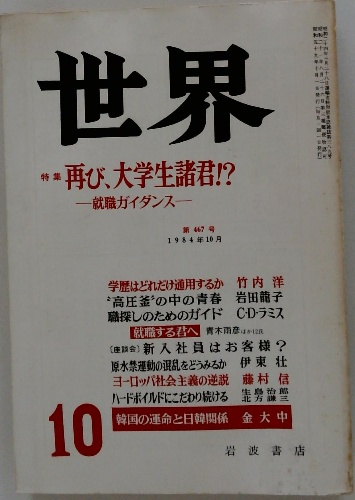 世界
特集 再び、大学生諸君!?
―就職ガイダンス―
第467号
1984年10月
学歴はどれだけ通用するか 竹内 洋
“高圧釜”の中の青春 岩田龍子
職探しのためのガイド C・D・ラミス
就職する君へ 青木雨彦ほか12氏
〔座談会〕新入社員はお客様?
原水禁運動の混乱をどうみるか 伊東 壮
ヨーロッパ社会主義の逆説 藤村 信
ハードボイルドにこだわり続ける 生島治郎 北方謙三
韓国の運命と日韓関係 金大中
10
岩波書店